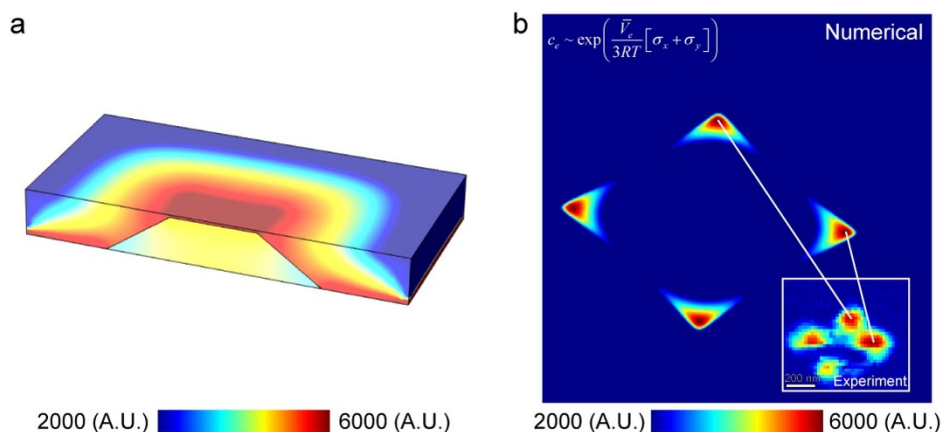 a
b
c_e ~ exp(V̅_e/3RT [σ_x + σ_y])
Numerical
200 nm
Experiment
2000 (A.U.) 6000 (A.U.)
2000 (A.U.) 6000 (A.U.)